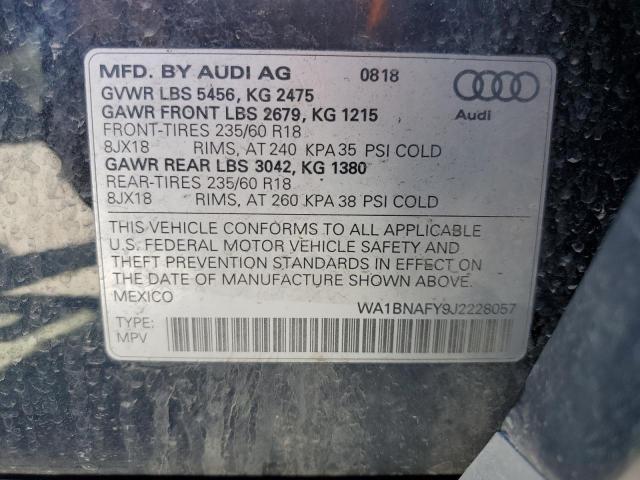 MFD. BY AUDI AG 0818
GVWR LBS 5456, KG 2475
GAWR FRONT LBS 2679, KG 1215
Audi
FRONT-TIRES 235/60 R18
8JX18 RIMS, AT 240 KPA 35 PSI COLD
GAWR REAR LBS 3042, KG 1380
REAR-TIRES 235/60 R18
8JX18 RIMS, AT 260 KPA 38 PSI COLD
THIS VEHICLE CONFORMS TO ALL APPLICABLE
U.S. FEDERAL MOTOR VEHICLE SAFETY AND
THEFT PREVENTION STANDARDS IN EFFECT ON
THE DATE OF MANUFACTURE SHOWN ABOVE.
MEXICO WA1BNAFY9J2228057
TYPE:
MPV